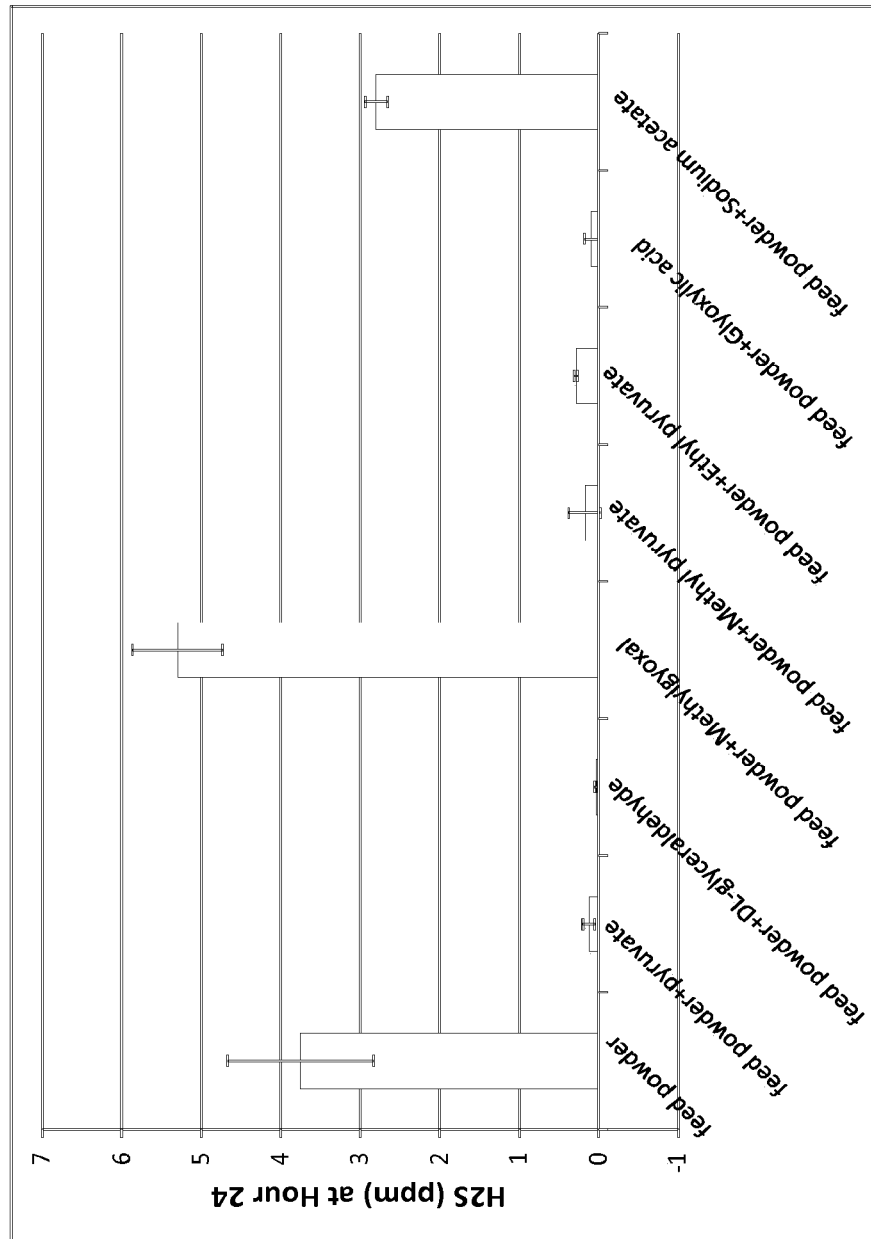 H2S (ppm) at Hour 24
7
6
5
4
3
2
1
0
-1
feed powder
feed powder+pyruvate
feed powder+DL-glyceraldehyde
feed powder+Methylgyoxal
feed powder+Methyl pyruvate
feed powder+Ethyl pyruvate
feed powder+Glyoxylic acid
feed powder+Sodium acetate